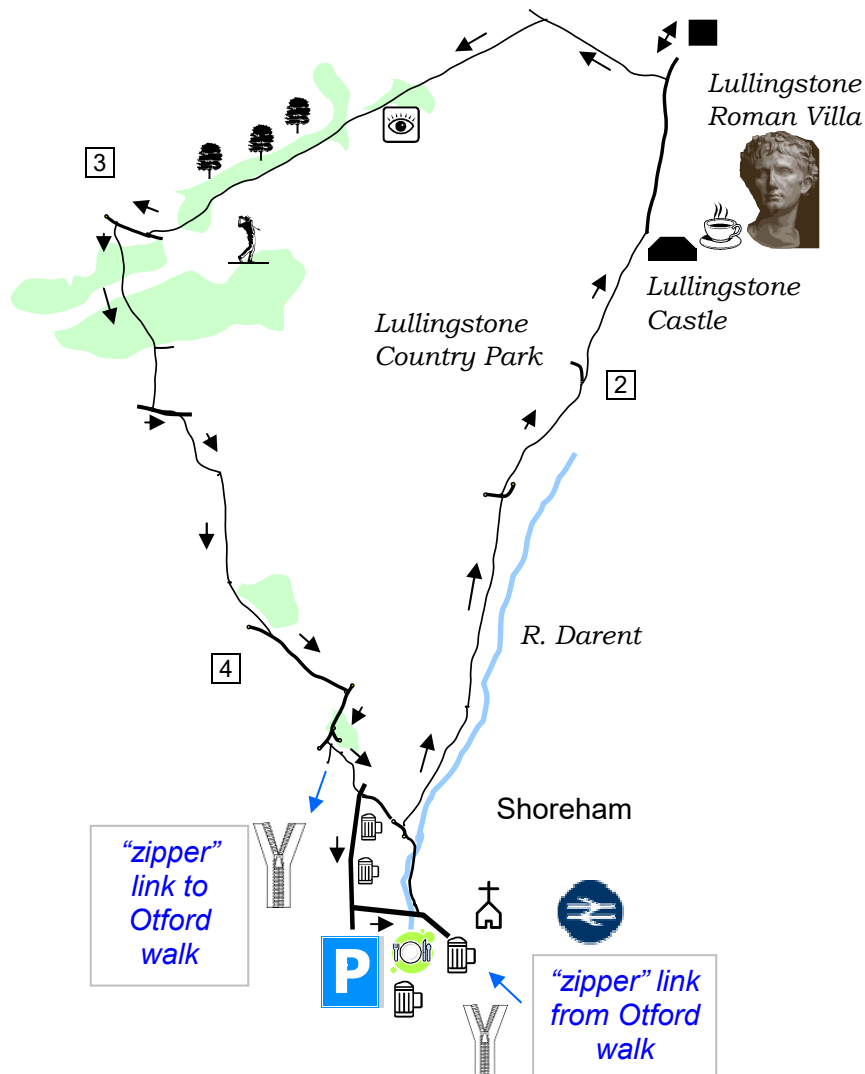 Lullingstone
Roman Villa
3
Lullingstone
Castle
Lullingstone
Country Park
2
R. Darent
4
Shoreham
“zipper”
link to
Otford
walk
P
“zipper” link
from Otford
walk